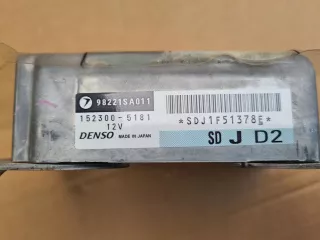 98221SA011
152300-5181
12V
DENSO MADE IN JAPAN
*SDJ1F51378E*
SD J D2